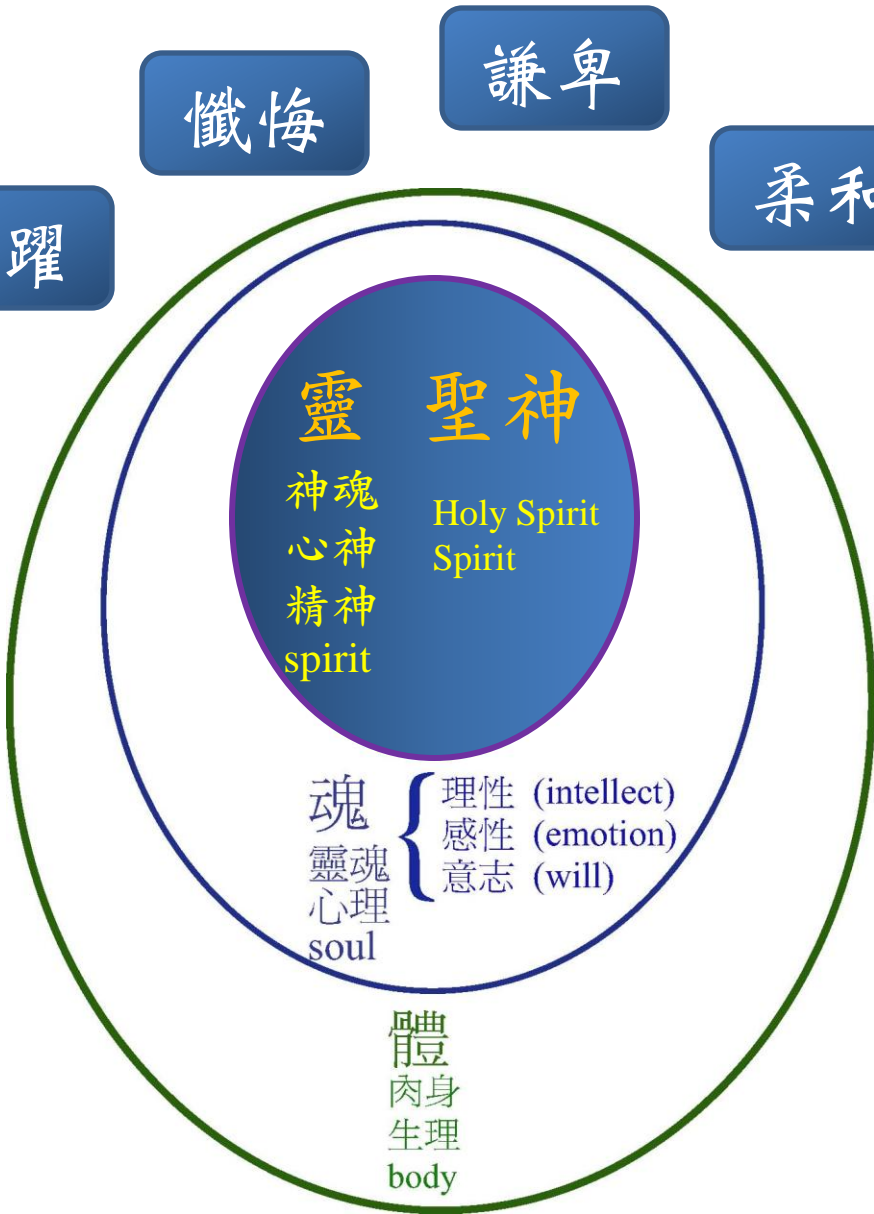 謙卑
懺悔
柔和
躍
靈 聖神
神魂
心神
精神
spirit
Holy Spirit
Spirit
魂
靈魂
心理
soul
理性 (intellect)
感性 (emotion)
意志 (will)
體
肉身
生理
body